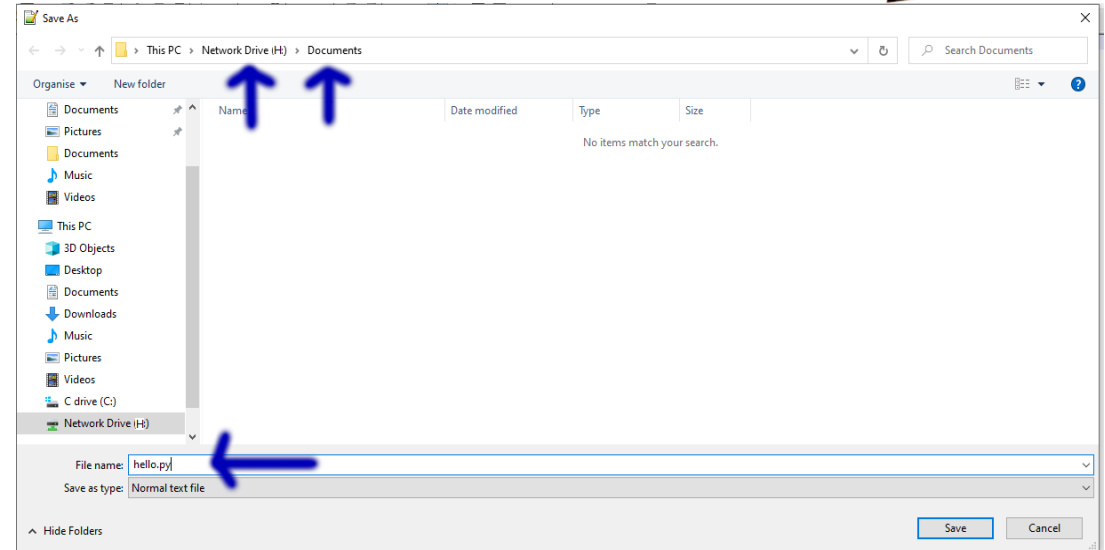 Save As
This PC > Network Drive (H:) > Documents
Search Documents
Organise
New folder
Name
Date modified
Type
Size
No items match your search.
Documents
Pictures
Documents
Music
Videos
This PC
3D Objects
Desktop
Documents
Downloads
Music
Pictures
Videos
C drive (C:)
Network Drive (H:)
File name: hello.py
Save as type: Normal text file
Hide Folders
Save
Cancel